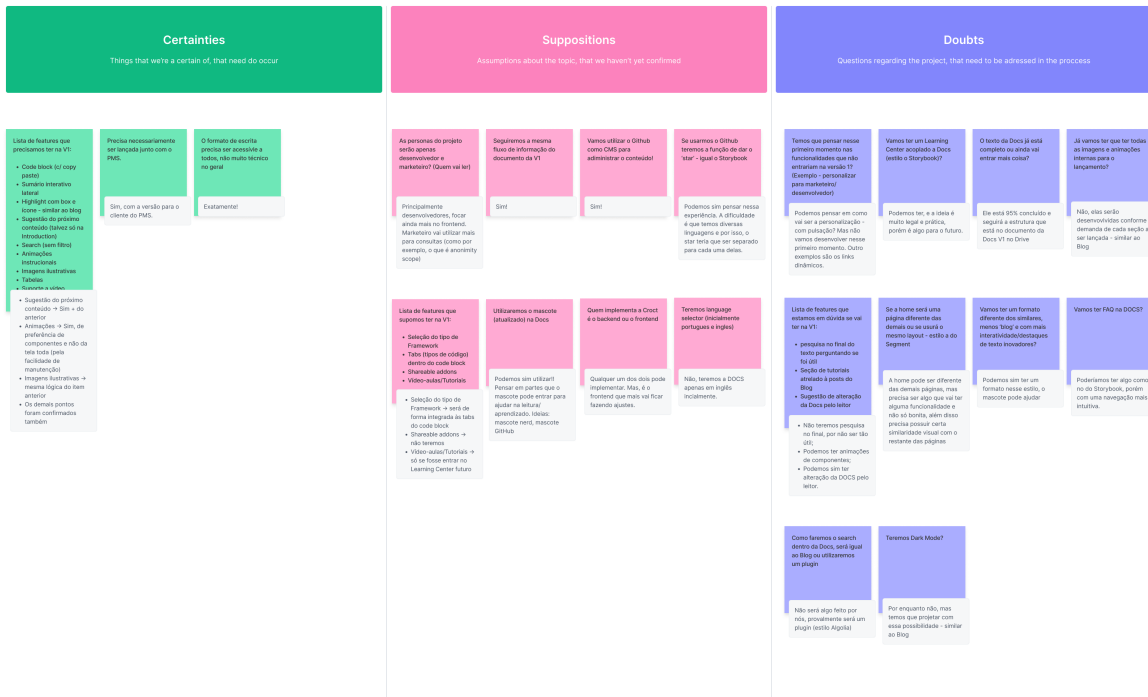 Certainties
Things that we're a certain of, that need do occur
Lista de features que
precisamos ter na V1:
• Code block (c/ copy
paste)
• Sumário interativo
lateral
• Highlight com box e
ícone - similar ao blog
• Sugestão do próximo
conteúdo (talvez só na
Introduction)
• Search (sem filtro)
• Animações
instrucionais
• Imagens ilustrativas
• Tabelas
• Suporte a vídeo
• Sugestão do próximo
conteúdo → Sim + do
anterior
• Animações → Sim, de
preferência de
componentes e não da
tela toda (pela
facilidade de
manutenção)
• Imagens ilustrativas →
mesma lógica do item
anterior
• Os demais pontos
foram confirmados
também
Precisa necessariamente
ser lançada junto com o
PMS.
Sim, com a versão para o
cliente do PMS.
O formato de escrita
precisa ser acessívle a
todos, não muito técnico
no geral
Exatamente!
Suppositions
Assumptions about the topic, that we haven't yet confirmed
As personas do projeto
serão apenas
desenvolvedor e
marketeiro? (Quem vai ler)
Principalmente
desenvolvedores, focar
ainda mais no frontend.
Marketeiro vai utilizar mais
para consultas (como por
exemplo, o que é anonimity
scope)
Seguiremos a mesma
fluxo de informação do
documento da V1
Sim!
Vamos utilizar o Github
como CMS para
adiministrar o conteúdo!
Sim!
Se usarmos o Github
teremos a função de dar o
'star' - igual o Storybook
Podemos sim pensar nessa
experiência. A dificuldade
é que temos diversas
linguagens e por isso, o
star teria que ser separado
para cada uma delas.
Lista de features que
supomos ter na V1:
• Seleção do tipo de
Framework
• Tabs (tipos de código)
dentro do code block
• Shareable addons
• Vídeo-aulas/Tutoriais
• Seleção do tipo de
Framework → será de
forma integrada às tabs
do code block
• Shareable addons →
não teremos
• Vídeo-aulas/Tutoriais →
só se fosse entrar no
Learning Center futuro
Utilizaremos o mascote
(atualizado) na Docs
Podemos sim utilizar!!
Pensar em partes que o
mascote pode entrar para
ajudar na leitura/
aprendizado. Ideias:
mascote nerd, mascote
GitHub
Quem implementa a Croct
é o backend ou o frontend
Qualquer um dos dois pode
implementar. Mas, é o
frontend que mais vai ficar
fazendo ajustes.
Teremos language
selector (inicialmente
portugues e ingles)
Não, teremos a DOCS
apenas em inglês
incialmente.
Doubts
Questions regarding the project, that need to be adressed in the proccess
Temos que pensar nesse
primeiro momento nas
funcionalidades que não
entrariam na versão 1?
(Exemplo - personalizar
para marketeiro/
desenvolvedor)
Podemos pensar em como
vai ser a personalização -
com pulsação? Mas não
vamos desenvolver nesse
primeiro momento. Outro
exemplos são os links
dinâmicos.
Vamos ter um Learning
Center acoplado a Docs
(estilo o Storybook)?
Podemos ter, e a ideia é
muito legal e prática,
porém é algo para o futuro.
O texto da Docs já está
completo ou ainda vai
entrar mais coisa?
Ele está 95% concluído e
seguirá a estrutura que
está no documento da
Docs V1 no Drive
Já vamos ter que ter todas
as imagens e animações
internas para o
lançamento?
Não, elas serão
desenvovlvidas conforme
demanda de cada seção a
ser lançada - similar ao
Blog
Lista de features que
estamos em dúvida se vai
ter na V1:
• pesquisa no final do
texto perguntando se
foi útil
• Seção de tutoriais
atrelado à posts do
Blog
• Sugestão de alteração
da Docs pelo leitor
• Não teremos pesquisa
no final, por não ser tão
útil;
• Podemos ter animações
de componentes;
• Podemos sim ter
alteração da DOCS pelo
leitor.
Se a home será uma
página diferente das
demais ou se usurá o
mesmo layout - estilo a do
Segment
A home pode ser diferente
das demais páginas, mas
precisa ser algo que vai ter
alguma funcionalidade e
não só bonita, além disso
precisa possuir certa
similaridade visual com o
restante das páginas
Vamos ter um formato
diferente dos similares,
menos 'blog' e com mais
interatividade/destaques
de texto inovadores?
Podemos sim ter um
formato nesse estilo, o
mascote pode ajudar
Vamos ter FAQ na DOCS?
Poderíamos ter algo como
no do Storybook, porém
com uma navegação mais
intuitiva.
Como faremos o search
dentro da Docs, será igual
ao Blog ou utilizaremos
um plugin
Não será algo feito por
nós, provalmente será um
plugin (estilo Algolia)
Teremos Dark Mode?
Por enquanto não, mas
temos que projetar com
essa possibilidade - similar
ao Blog